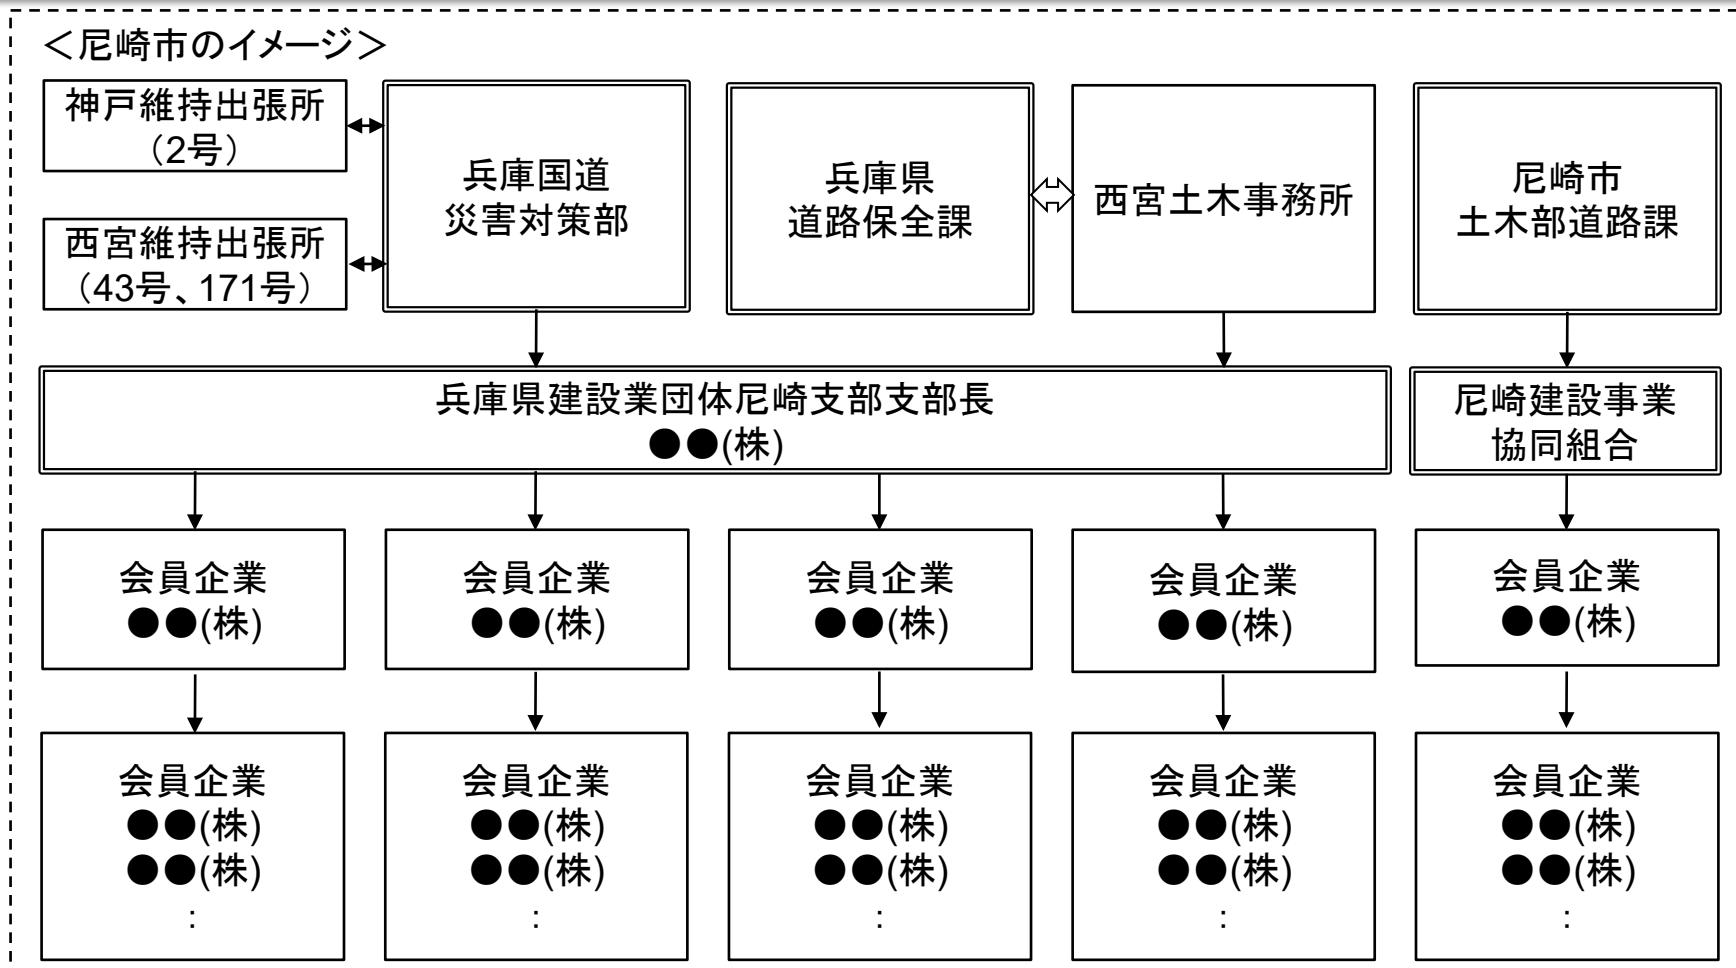 ＜尼崎市のイメージ＞
神戸維持出張所
（2号）
西宮維持出張所
（43号、171号）
兵庫国道
災害対策部
兵庫県
道路保全課
西宮土木事務所
尼崎市
土木部道路課
兵庫県建設業団体尼崎支部支部長
●●(株)
尼崎建設事業
協同組合
会員企業
●●(株)
会員企業
●●(株)
会員企業
●●(株)
会員企業
●●(株)
会員企業
●●(株)
会員企業
●●(株)
●●(株)
：
会員企業
●●(株)
●●(株)
：
会員企業
●●(株)
●●(株)
：
会員企業
●●(株)
●●(株)
：
会員企業
●●(株)
●●(株)
：